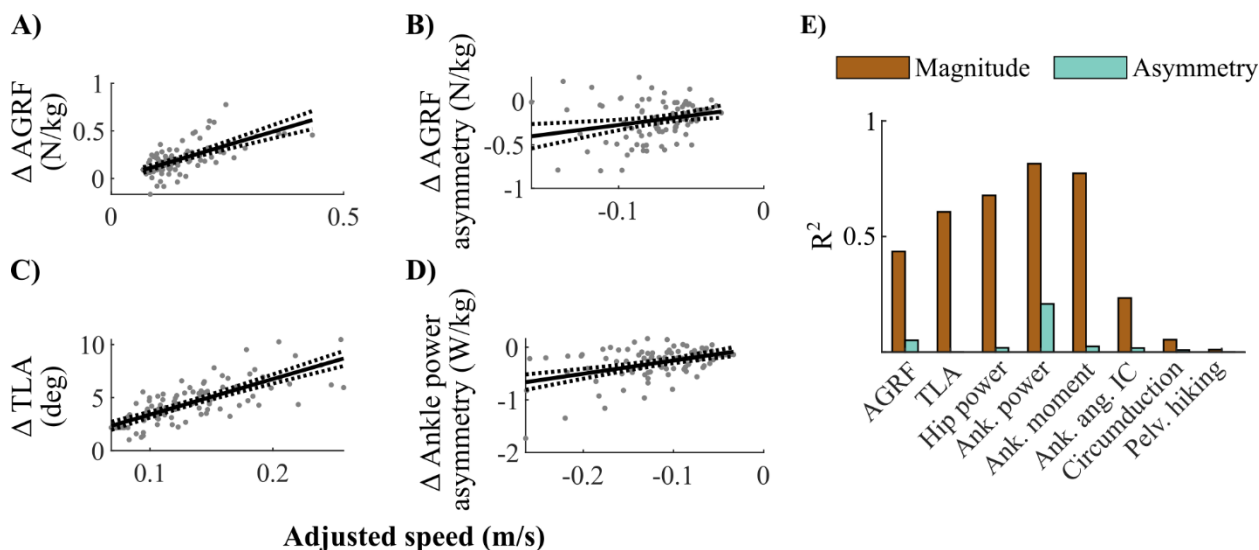 A)
Δ AGRF
(N/kg)
1
0.5
0
0
0.5
B)
Δ AGRF
asymmetry (N/kg)
0
-0.5
-1
-0.1
0
C)
Δ TLA
(deg)
10
5
0
0.1
0.2
D)
Δ Ankle power
asymmetry (W/kg)
0
-1
-2
-0.2
-0.1
0
Adjusted speed (m/s)
E)
Magnitude
Asymmetry
R²
1
0.5
AGRF
TLA
Hip power
Ank. power
Ank. moment
Ank. ang. IC
Circumduction
Pelv. hiking